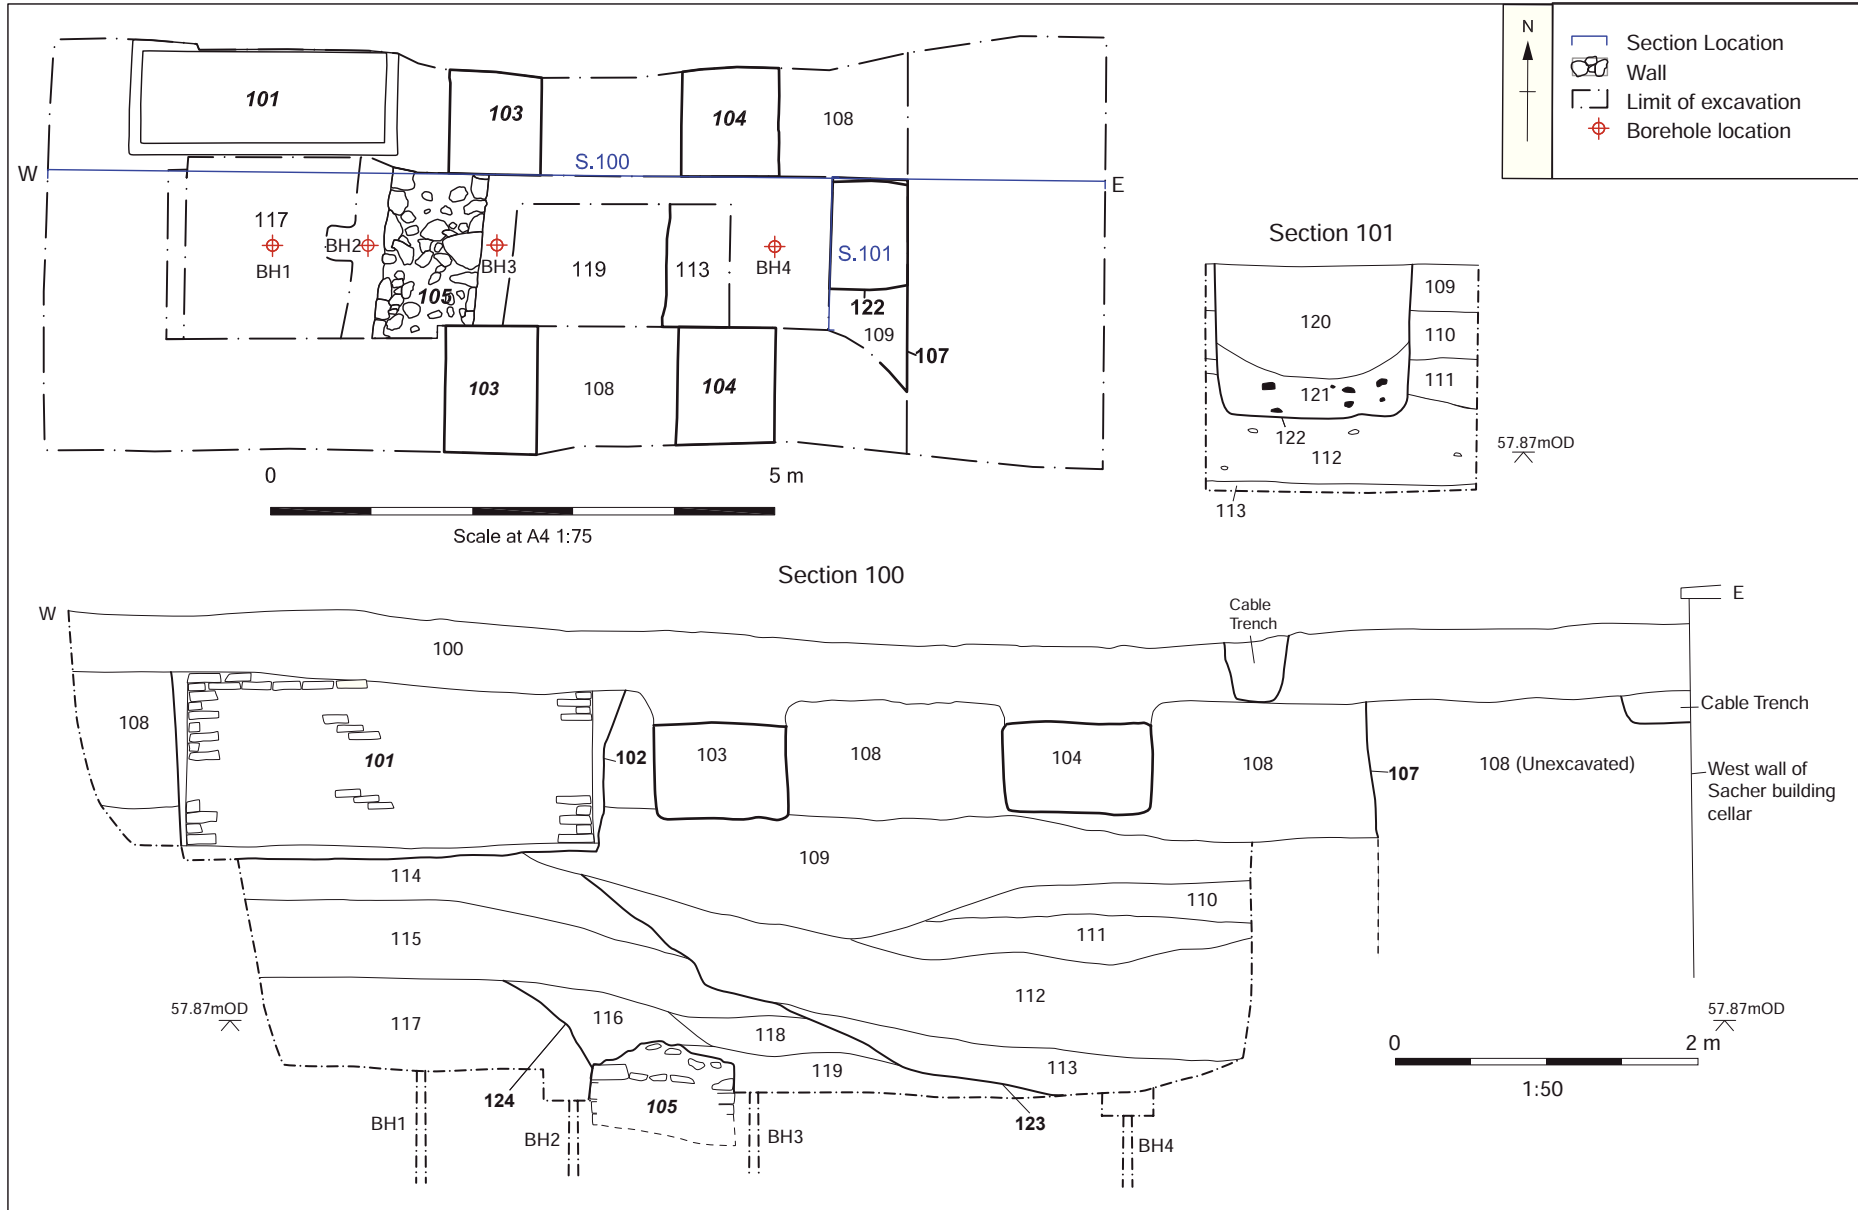 N
Section Location
Wall
Limit of excavation
Borehole location
101
103
104
108
W
S.100
E
117
BH2
BH1
BH3
119
113
BH4
S.101
105
122
109
107
103
108
104
0
5 m
Scale at A4 1:75
Section 101
109
120
110
111
121
122
112
57.87mOD
113
Section 100
W
Cable
Trench
E
100
108
101
102
103
108
104
108
107
108 (Unexcavated)
Cable Trench
West wall of
Sacher building
cellar
109
114
110
115
111
112
57.87mOD
117
116
118
57.87mOD
0
2 m
113
119
1:50
124
105
123
BH1
BH2
BH3
BH4